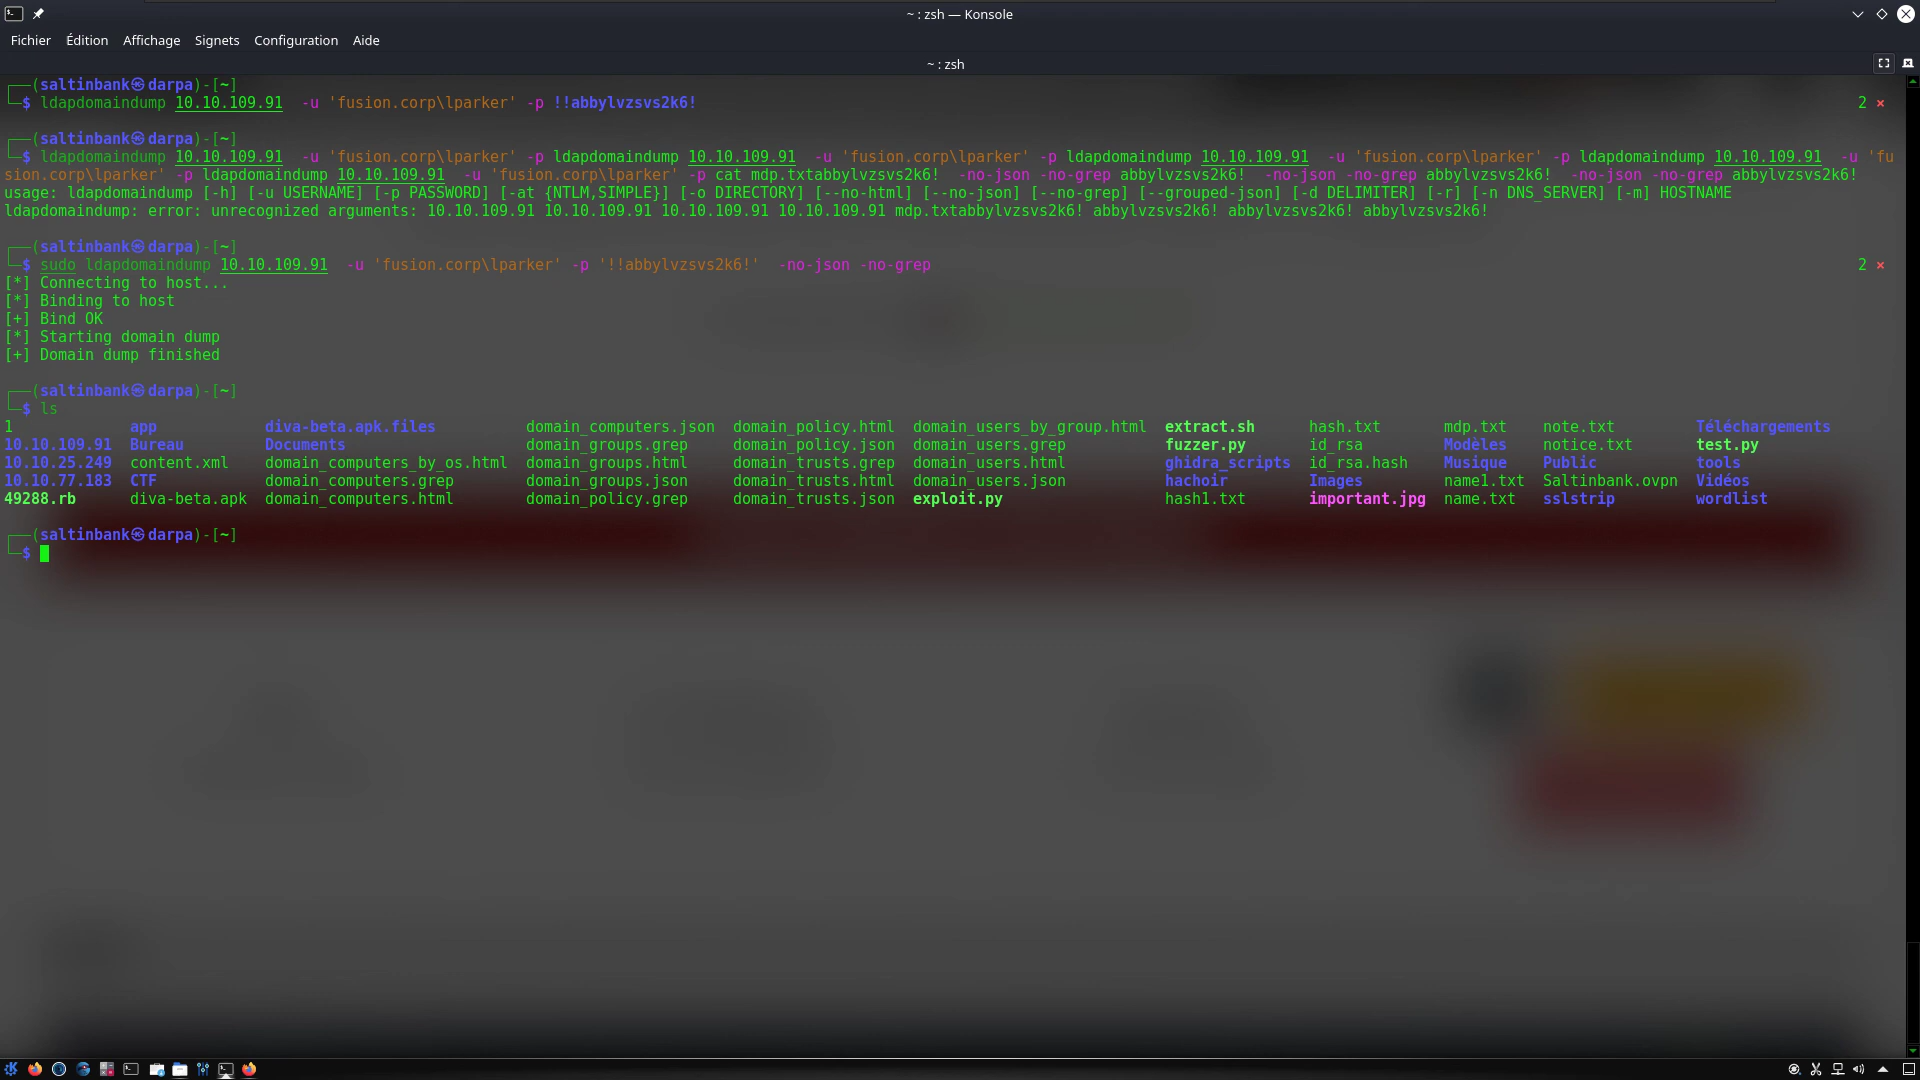 ~ : zsh — Konsole
Fichier Édition Affichage Signets Configuration Aide
~ : zsh
┌──(saltinbank㉿darpa)-[~]
└─$ ldapdomaindump 10.10.109.91  -u 'fusion.corp\lparker' -p !!abbylvzsvs2k6! 2 ⨯
┌──(saltinbank㉿darpa)-[~]
└─$ ldapdomaindump 10.10.109.91  -u 'fusion.corp\lparker' -p ldapdomaindump 10.10.109.91  -u 'fusion.corp\lparker' -p ldapdomaindump 10.10.109.91  -u 'fusion.corp\lparker' -p ldapdomaindump 10.10.109.91  -u 'fu
sion.corp\lparker' -p ldapdomaindump 10.10.109.91  -u 'fusion.corp\lparker' -p cat mdp.txtabbylvzsvs2k6!  -no-json -no-grep abbylvzsvs2k6!  -no-json -no-grep abbylvzsvs2k6!  -no-json -no-grep abbylvzsvs2k6!
usage: ldapdomaindump [-h] [-u USERNAME] [-p PASSWORD] [-at {NTLM,SIMPLE}] [-o DIRECTORY] [--no-html] [--no-json] [--no-grep] [--grouped-json] [-d DELIMITER] [-r] [-n DNS_SERVER] [-m] HOSTNAME
ldapdomaindump: error: unrecognized arguments: 10.10.109.91 10.10.109.91 10.10.109.91 10.10.109.91 mdp.txtabbylvzsvs2k6! abbylvzsvs2k6! abbylvzsvs2k6! abbylvzsvs2k6!
┌──(saltinbank㉿darpa)-[~]
└─$ sudo ldapdomaindump 10.10.109.91  -u 'fusion.corp\lparker' -p '!!abbylvzsvs2k6!'  -no-json -no-grep 2 ⨯
[*] Connecting to host...
[*] Binding to host
[+] Bind OK
[*] Starting domain dump
[+] Domain dump finished
┌──(saltinbank㉿darpa)-[~]
└─$ ls
1 app diva-beta.apk.files domain_computers.json domain_policy.html domain_users_by_group.html extract.sh hash.txt mdp.txt note.txt Téléchargements
10.10.109.91 Bureau Documents domain_groups.grep domain_policy.json domain_users.grep fuzzer.py id_rsa Modèles notice.txt test.py
10.10.25.249 content.xml domain_computers_by_os.html domain_groups.html domain_trusts.grep domain_users.html ghidra_scripts id_rsa.hash Musique Public tools
10.10.77.183 CTF domain_computers.grep domain_groups.json domain_trusts.html domain_users.json hachoir Images name1.txt Saltinbank.ovpn Vidéos
49288.rb diva-beta.apk domain_computers.html domain_policy.grep domain_trusts.json exploit.py hash1.txt important.jpg name.txt sslstrip wordlist
┌──(saltinbank㉿darpa)-[~]
└─$